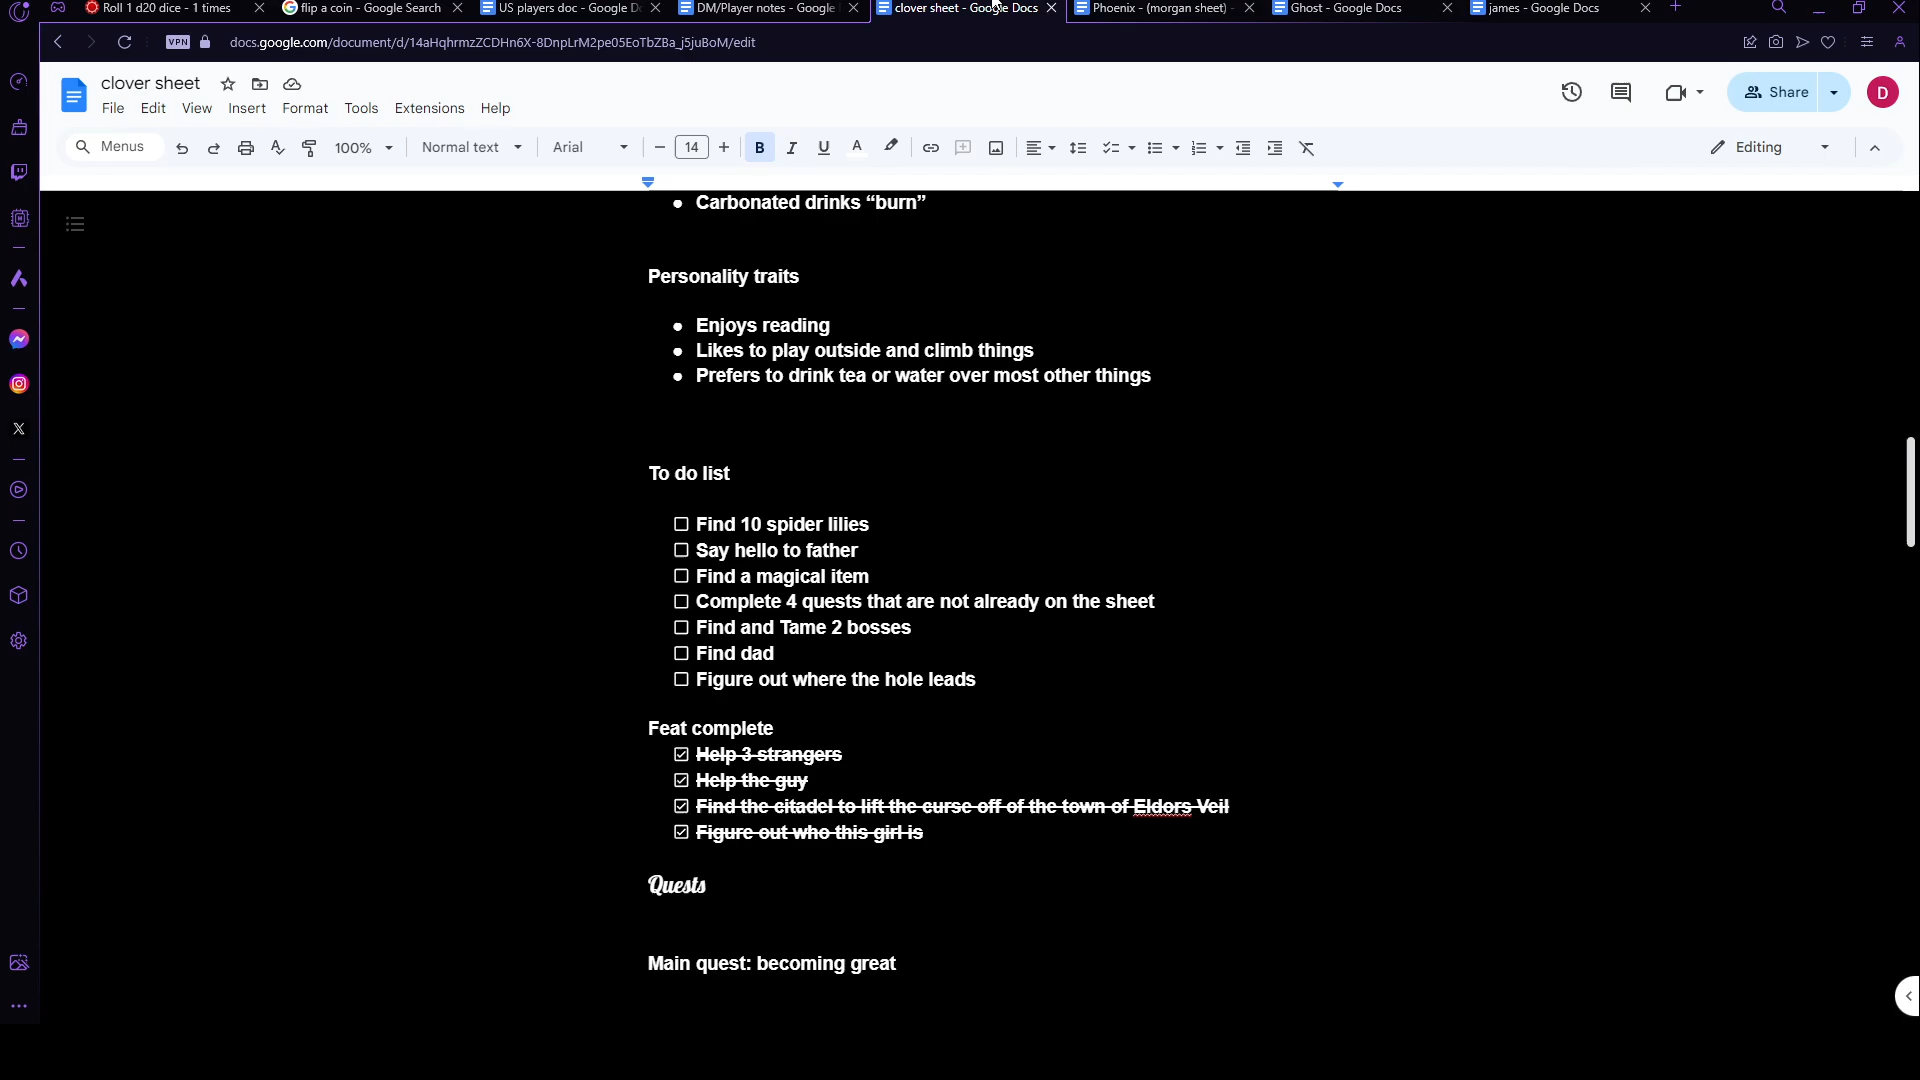 Roll 1 d20 dice - 1 times
flip a coin - Google Search
US players doc - Google D
DM/Player notes - Google
clover sheet - Google Docs
Phoenix - (morgan sheet) -
Ghost - Google Docs
james - Google Docs
VPN
docs.google.com/document/d/14aHqhrmzZCDHn6X-8DnpLrM2pe05EoTbZBa_j5juBoM/edit
clover sheet
File Edit View Insert Format Tools Extensions Help
Share
D
Menus
100%
Normal text
Arial
14
B I U A
Editing
Carbonated drinks “burn”
Personality traits
Enjoys reading
Likes to play outside and climb things
Prefers to drink tea or water over most other things
To do list
Find 10 spider lilies
Say hello to father
Find a magical item
Complete 4 quests that are not already on the sheet
Find and Tame 2 bosses
Find dad
Figure out where the hole leads
Feat complete
Help 3 strangers
Help the guy
Find the citadel to lift the curse off of the town of Eldors Veil
Figure out who this girl is
Quests
Main quest: becoming great